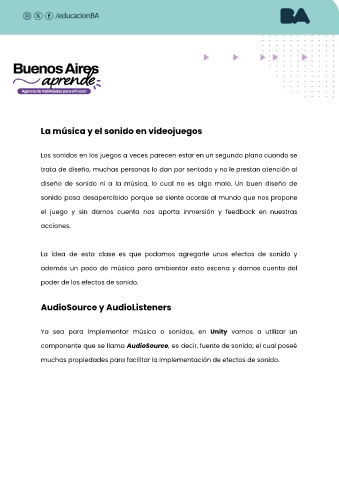 /educacionBA
BA
Buenos Aires
aprende
Agencia de Habilidades para el Futuro
La música y el sonido en videojuegos
Los sonidos en los juegos a veces parecen estar en un segundo plano cuando se
trata de diseño, muchas personas lo dan por sentado y no le prestan atención al
diseño de sonido ni a la música, lo cual no es algo malo. Un buen diseño de
sonido pasa desapercibido porque se siente acorde al mundo que nos propone
el juego y sin darnos cuenta nos aporta inmersión y feedback en nuestras
acciones.
La idea de esta clase es que podamos agregarle unos efectos de sonido y
además un poco de música para ambientar esta escena y darnos cuenta del
poder de los efectos de sonido.
AudioSource y AudioListeners
Ya sea para implementar música o sonidos, en Unity vamos a utilizar un
componente que se llama AudioSource, es decir, fuente de sonido; el cual poseé
muchas propiedades para facilitar la implementación de efectos de sonido.